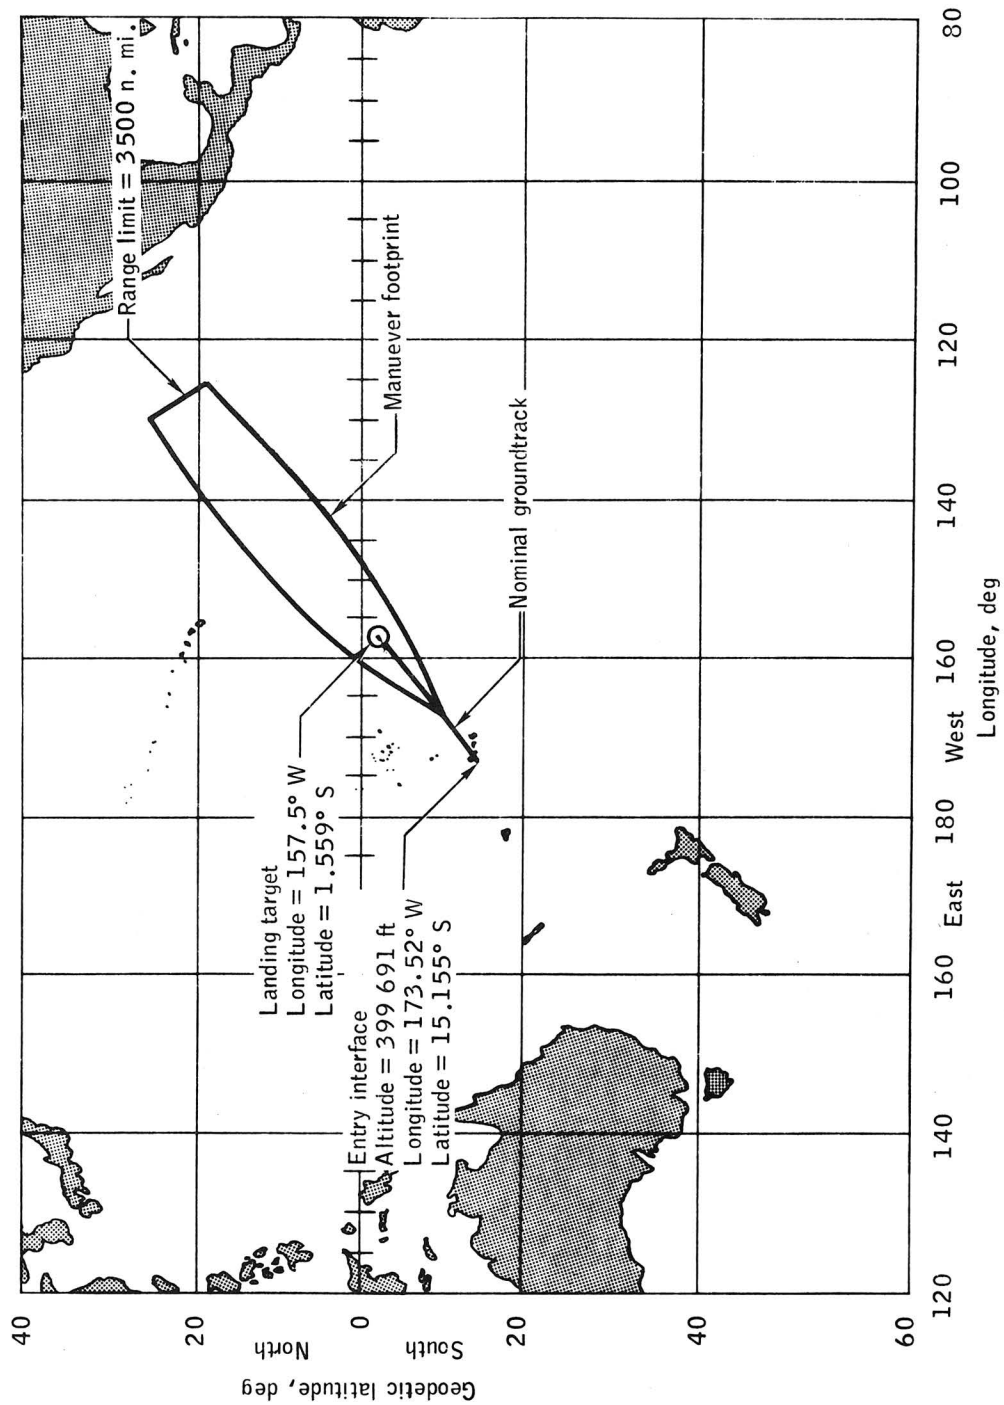 Range limit = 3500 n. mi.
Manuever footprint
Nominal groundtrack
Landing target
Longitude = 157.5° W
Latitude = 1.559° S
Entry interface
Altitude = 399 691 ft
Longitude = 173.52° W
Latitude = 15.155° S
40
20
0
20
40
60
North
South
Geodetic latitude, deg
120
140
160
180
160
140
120
100
80
East
West
Longitude, deg